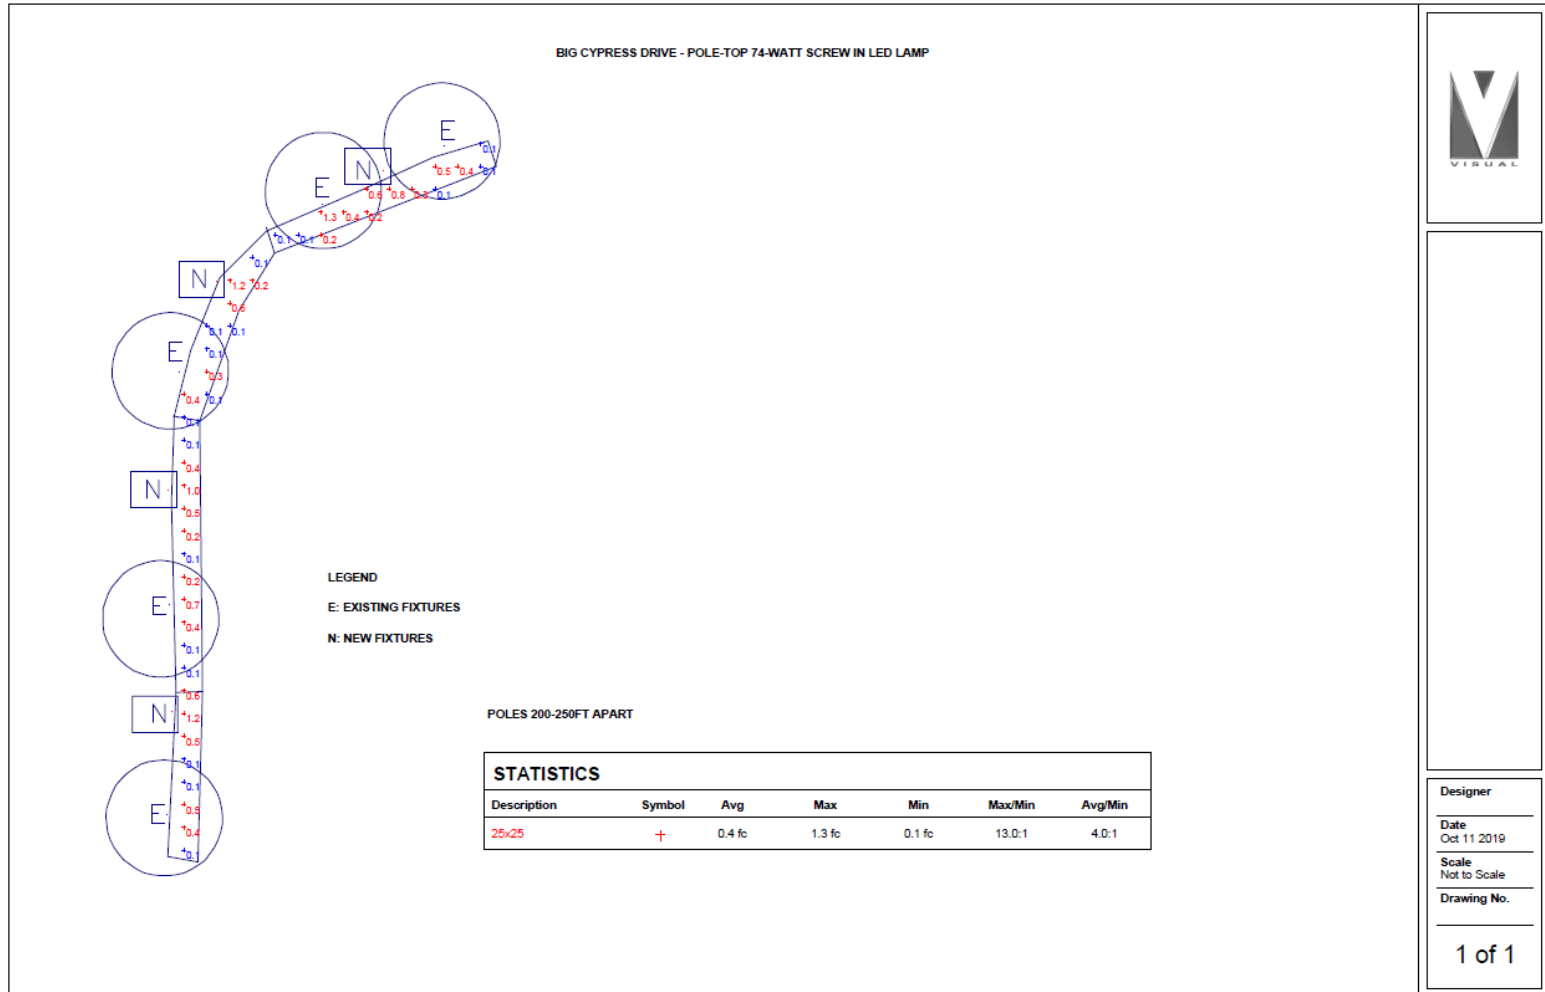 BIG CYPRESS DRIVE - POLE-TOP 74-WATT SCREW IN LED LAMP
VISUAL
E
0.1
N
0.5 0.4 0.1
E
0.6 0.8 0.3 0.1
1.3 0.4 0.2
0.1 0.1 0.2
0.1
N
1.2 0.2
0.6
0.1 0.1
E
0.1
0.3
0.4 0.1
0.1
0.1
0.4
N
1.0
0.5
0.2
0.1
LEGEND
0.2
E
0.7
E: EXISTING FIXTURES
0.4
N: NEW FIXTURES
0.1
0.1
0.6
N
1.2
POLES 200-250FT APART
0.5
0.1
STATISTICS
0.1
Description Symbol Avg Max Min Max/Min Avg/Min
E
25x25 + 0.4 fc 1.3 fc 0.1 fc 13.0:1 4.0:1
0.4
0.1
Designer
Date
Oct 11 2019
Scale
Not to Scale
Drawing No.
1 of 1